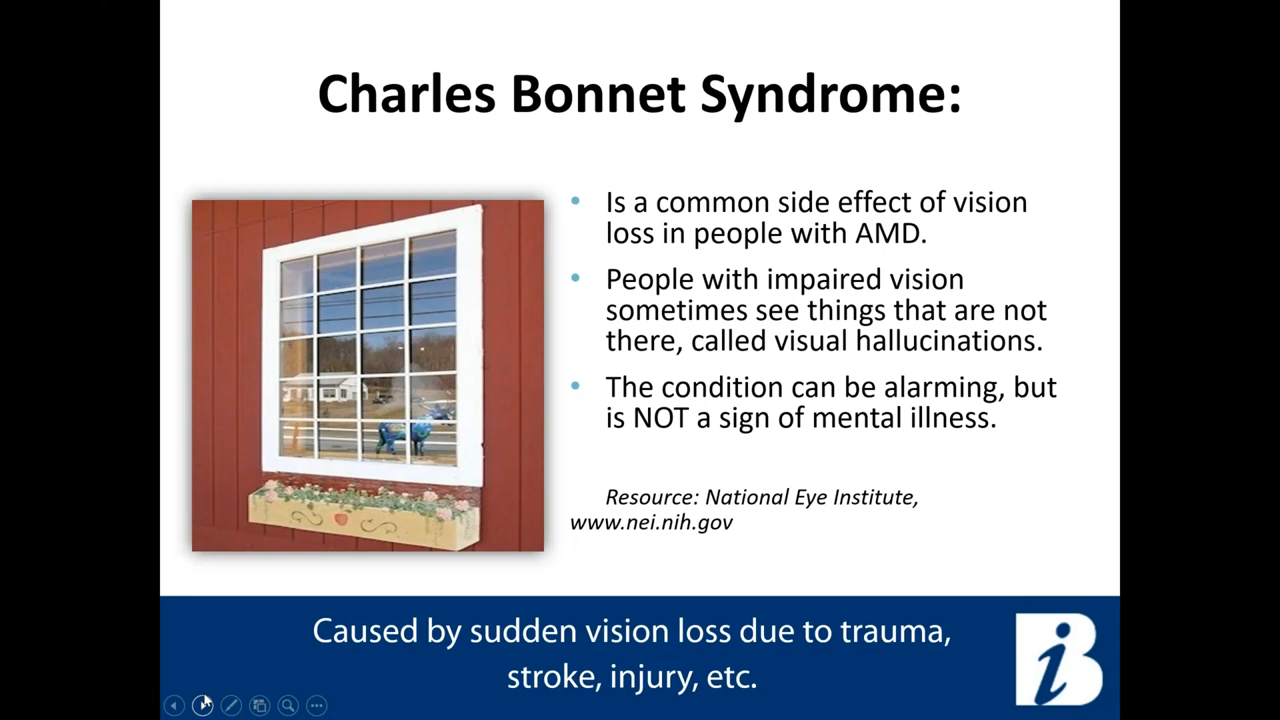 Charles Bonnet Syndrome:
• Is a common side effect of vision
loss in people with AMD.
• People with impaired vision
sometimes see things that are not
there, called visual hallucinations.
• The condition can be alarming, but
is NOT a sign of mental illness.
Resource: National Eye Institute,
www.nei.nih.gov
Caused by sudden vision loss due to trauma,
stroke, injury, etc.
iB